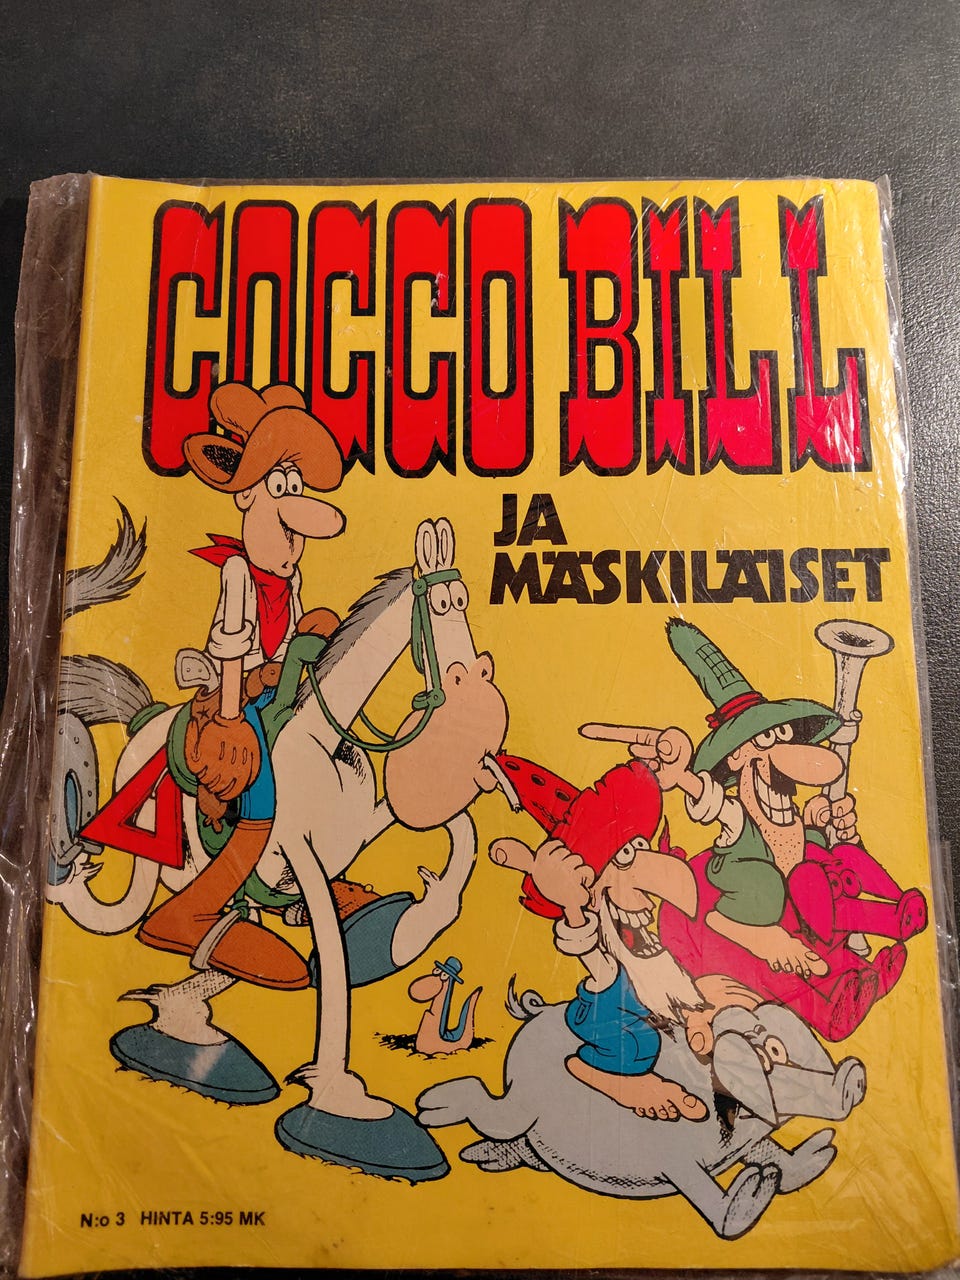 COCCO BILL
JA
MÄSKILÄISET
N:o 3 HINTA 5:95 MK